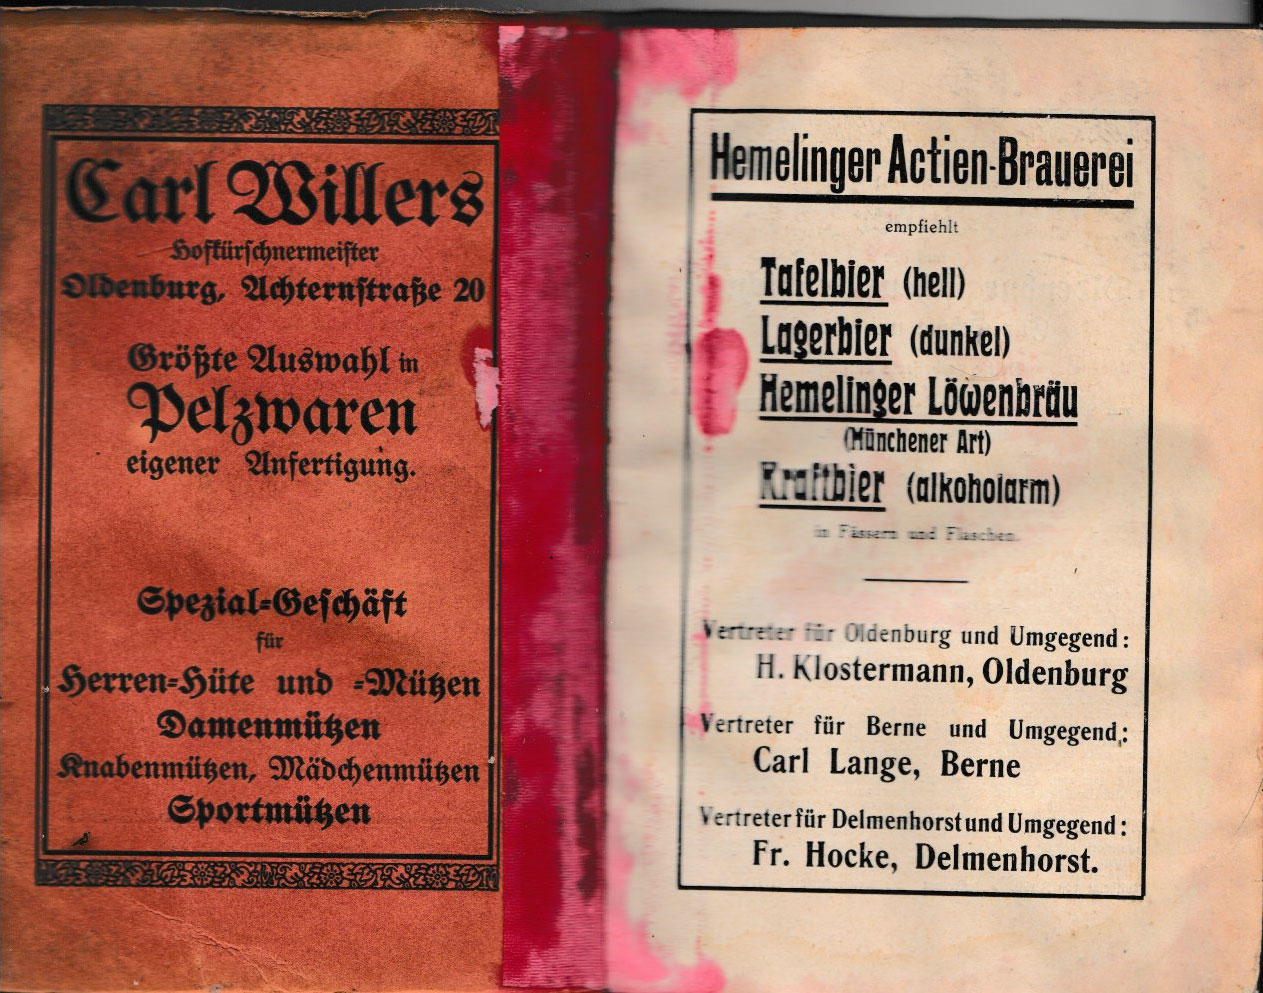 Carl Willers
Hofkürschnermeister
Oldenburg, Achternstraße 20
Größte Auswahl in
Pelzwaren
eigener Anfertigung.
Spezial=Geschäft
für
Herren=Hüte und =Mützen
Damenmützen
Knabenmützen, Mädchenmützen
Sportmützen
Hemelinger Actien-Brauerei
empfiehlt
Tafelbier (hell)
Lagerbier (dunkel)
Hemelinger Löwenbräu
(Münchener Art)
Kraftbier (alkoholarm)
in Fässern und Flaschen.
Vertreter für Oldenburg und Umgegend:
H. Klostermann, Oldenburg
Vertreter für Berne und Umgegend:
Carl Lange, Berne
Vertreter für Delmenhorst und Umgegend:
Fr. Hocke, Delmenhorst.